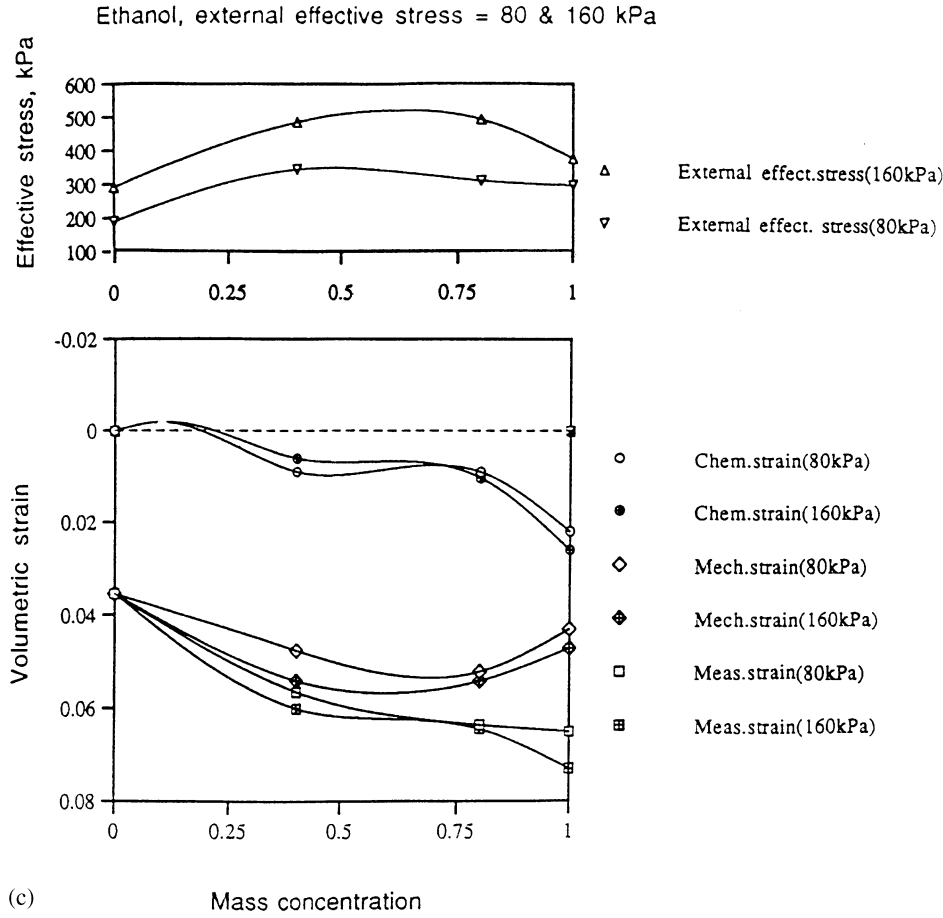 Ethanol, external effective stress = 80 & 160 kPa
Effective stress, kPa
600
500
400
300
200
100
0
0.25
0.5
0.75
1
External effect.stress(160kPa)
External effect. stress(80kPa)
Volumetric strain
-0.02
0
0.02
0.04
0.06
0.08
0
0.25
0.5
0.75
1
Chem.strain(80kPa)
Chem.strain(160kPa)
Mech.strain(80kPa)
Mech.strain(160kPa)
Meas.strain(80kPa)
Meas.strain(160kPa)
(c)
Mass concentration